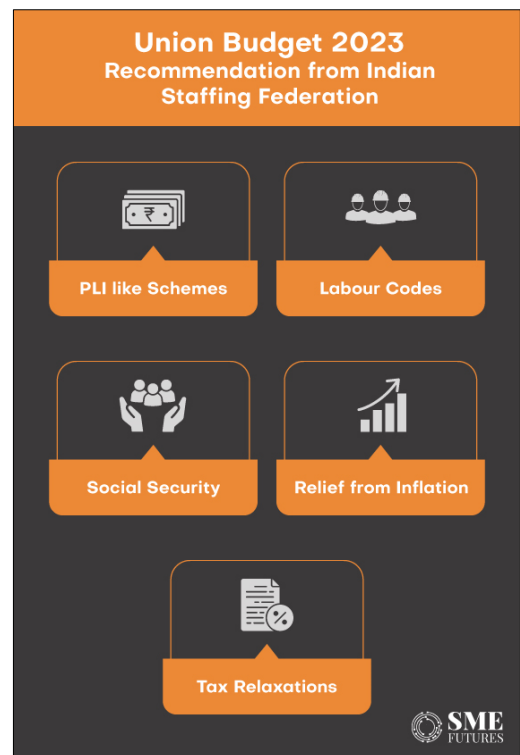 Union Budget 2023
Recommendation from Indian
Staffing Federation
₹
PLI like Schemes
Labour Codes
Social Security
Relief from Inflation
%
Tax Relaxations
SME
FUTURES